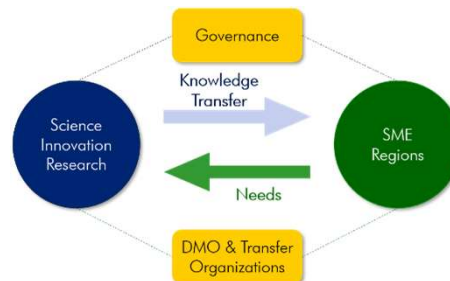 Governance
Knowledge
Transfer
Science
Innovation
Research
SME
Regions
Needs
DMO & Transfer
Organizations